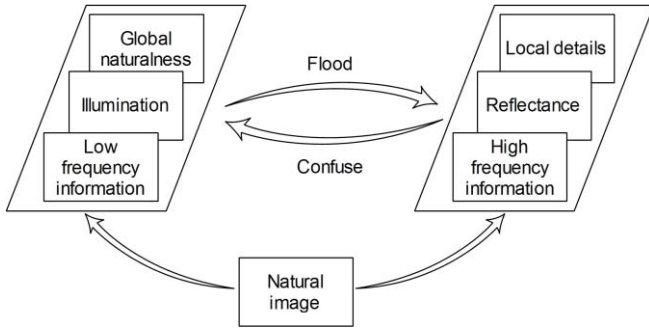 Global
naturalness
Illumination
Low
frequency
information
Flood
Confuse
Local details
Reflectance
High
frequency
information
Natural
image